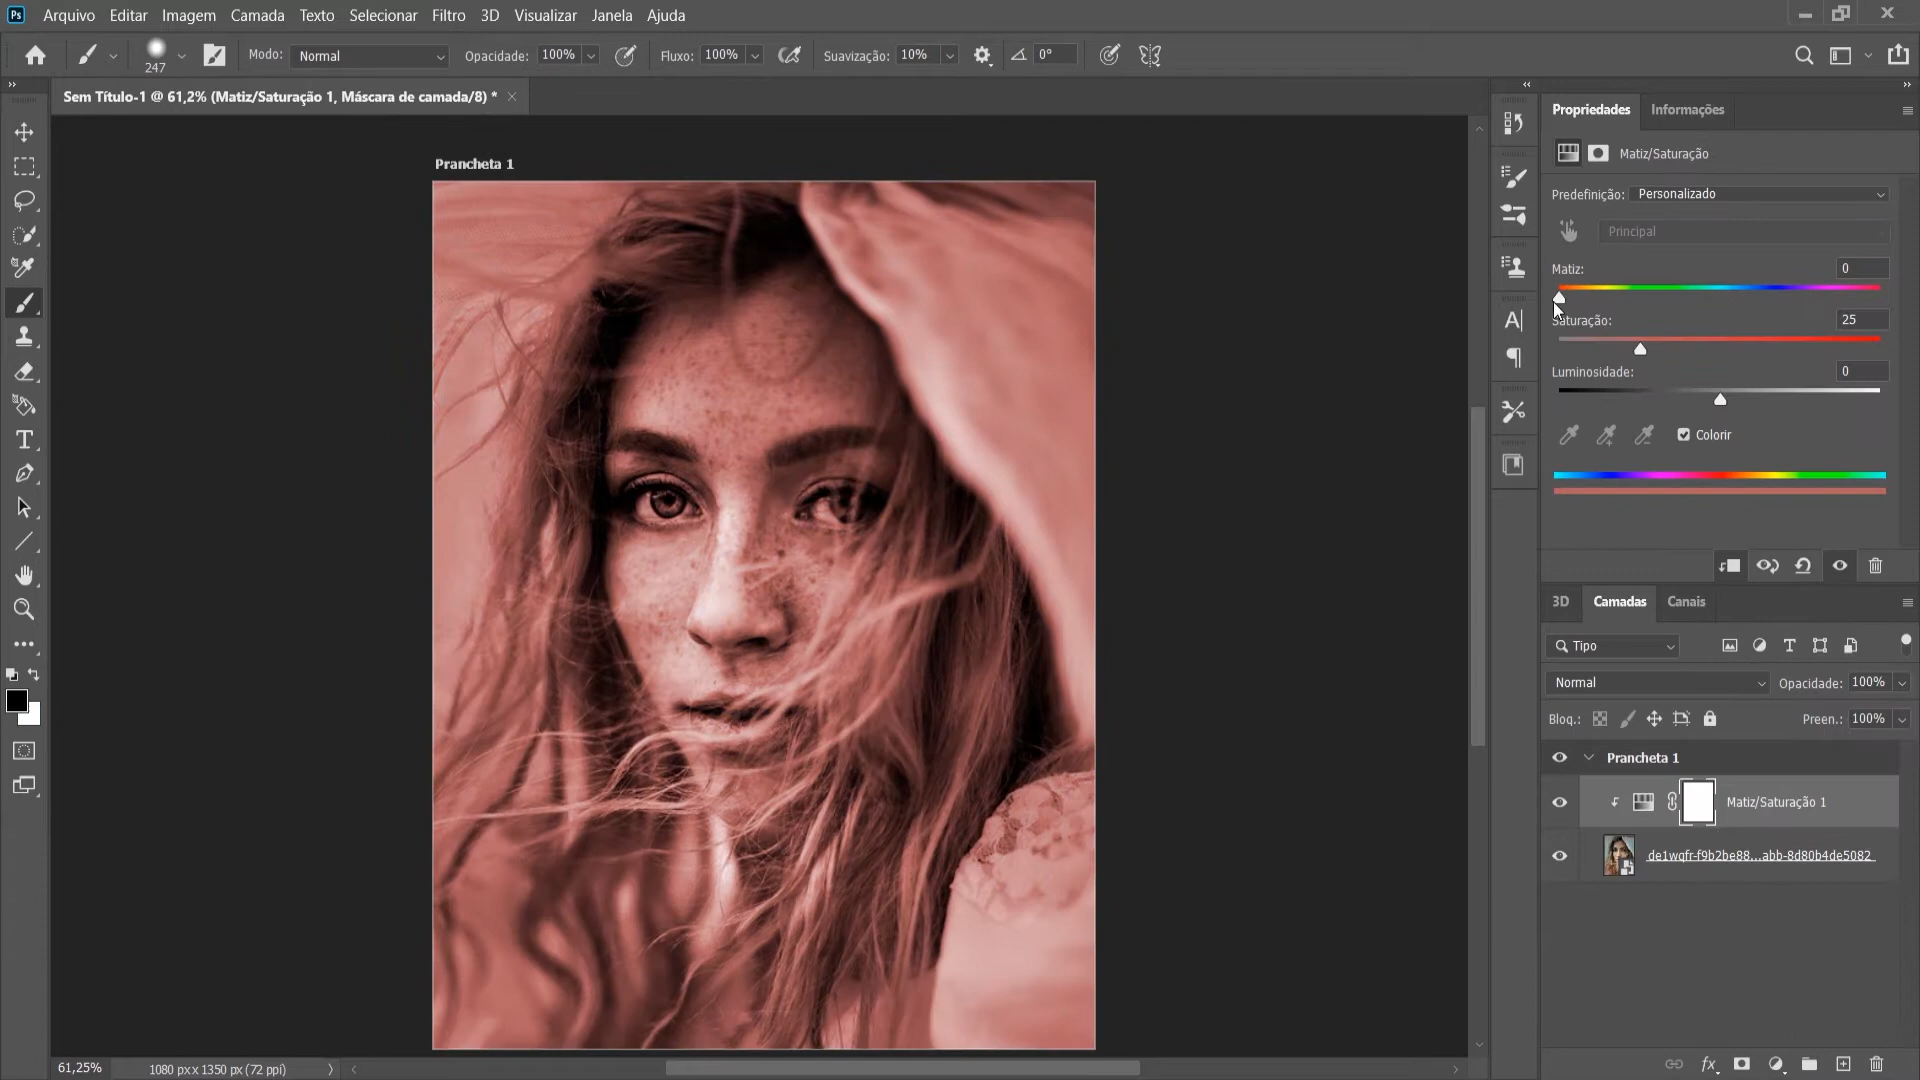 Ps Arquivo Editar Imagem Camada Texto Selecionar Filtro 3D Visualizar Janela Ajuda
247 Modo: Normal Opacidade: 100% Fluxo: 100% Suavização: 10% 0°
Sem Título-1 @ 61,2% (Matiz/Saturação 1, Máscara de camada/8) *
Prancheta 1
61,25% 1080 px x 1350 px (72 ppi)
Propriedades Informações
Matiz/Saturação
Predefinição: Personalizado
Principal
Matiz: 0
Saturação: 25
Luminosidade: 0
Colorir
3D Camadas Canais
Tipo
Normal Opacidade: 100%
Bloq.: Preen.: 100%
Prancheta 1
Matiz/Saturação 1
de1wqfr-f9b2be88...abb-8d80b4de5082
fx